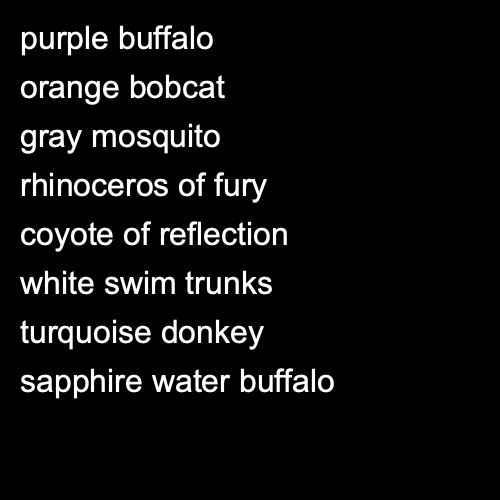 purple buffalo
orange bobcat
gray mosquito
rhinoceros of fury
coyote of reflection
white swim trunks
turquoise donkey
sapphire water buffalo